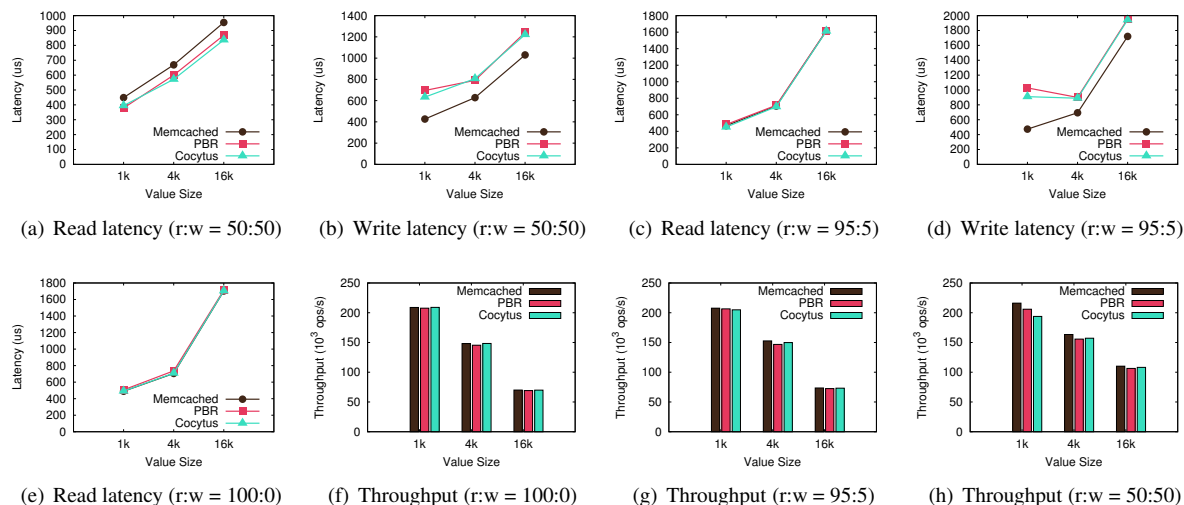 1000
900
800
700
600
500
400
300
200
100
0
Latency (us)
1k
4k
16k
Value Size
Memcached
PBR
Cocytus
(a) Read latency (r:w = 50:50)
1400
1200
1000
800
600
400
200
0
Latency (us)
1k
4k
16k
Value Size
Memcached
PBR
Cocytus
(b) Write latency (r:w = 50:50)
1800
1600
1400
1200
1000
800
600
400
200
0
Latency (us)
1k
4k
16k
Value Size
Memcached
PBR
Cocytus
(c) Read latency (r:w = 95:5)
2000
1800
1600
1400
1200
1000
800
600
400
200
0
Latency (us)
1k
4k
16k
Value Size
Memcached
PBR
Cocytus
(d) Write latency (r:w = 95:5)
1800
1600
1400
1200
1000
800
600
400
200
0
Latency (us)
1k
4k
16k
Value Size
Memcached
PBR
Cocytus
(e) Read latency (r:w = 100:0)
250
200
150
100
50
0
Throughput (10³ ops/s)
1k
4k
16k
Value Size
Memcached
PBR
Cocytus
(f) Throughput (r:w = 100:0)
250
200
150
100
50
0
Throughput (10³ ops/s)
1k
4k
16k
Value Size
Memcached
PBR
Cocytus
(g) Throughput (r:w = 95:5)
250
200
150
100
50
0
Throughput (10³ ops/s)
1k
4k
16k
Value Size
Memcached
PBR
Cocytus
(h) Throughput (r:w = 50:50)